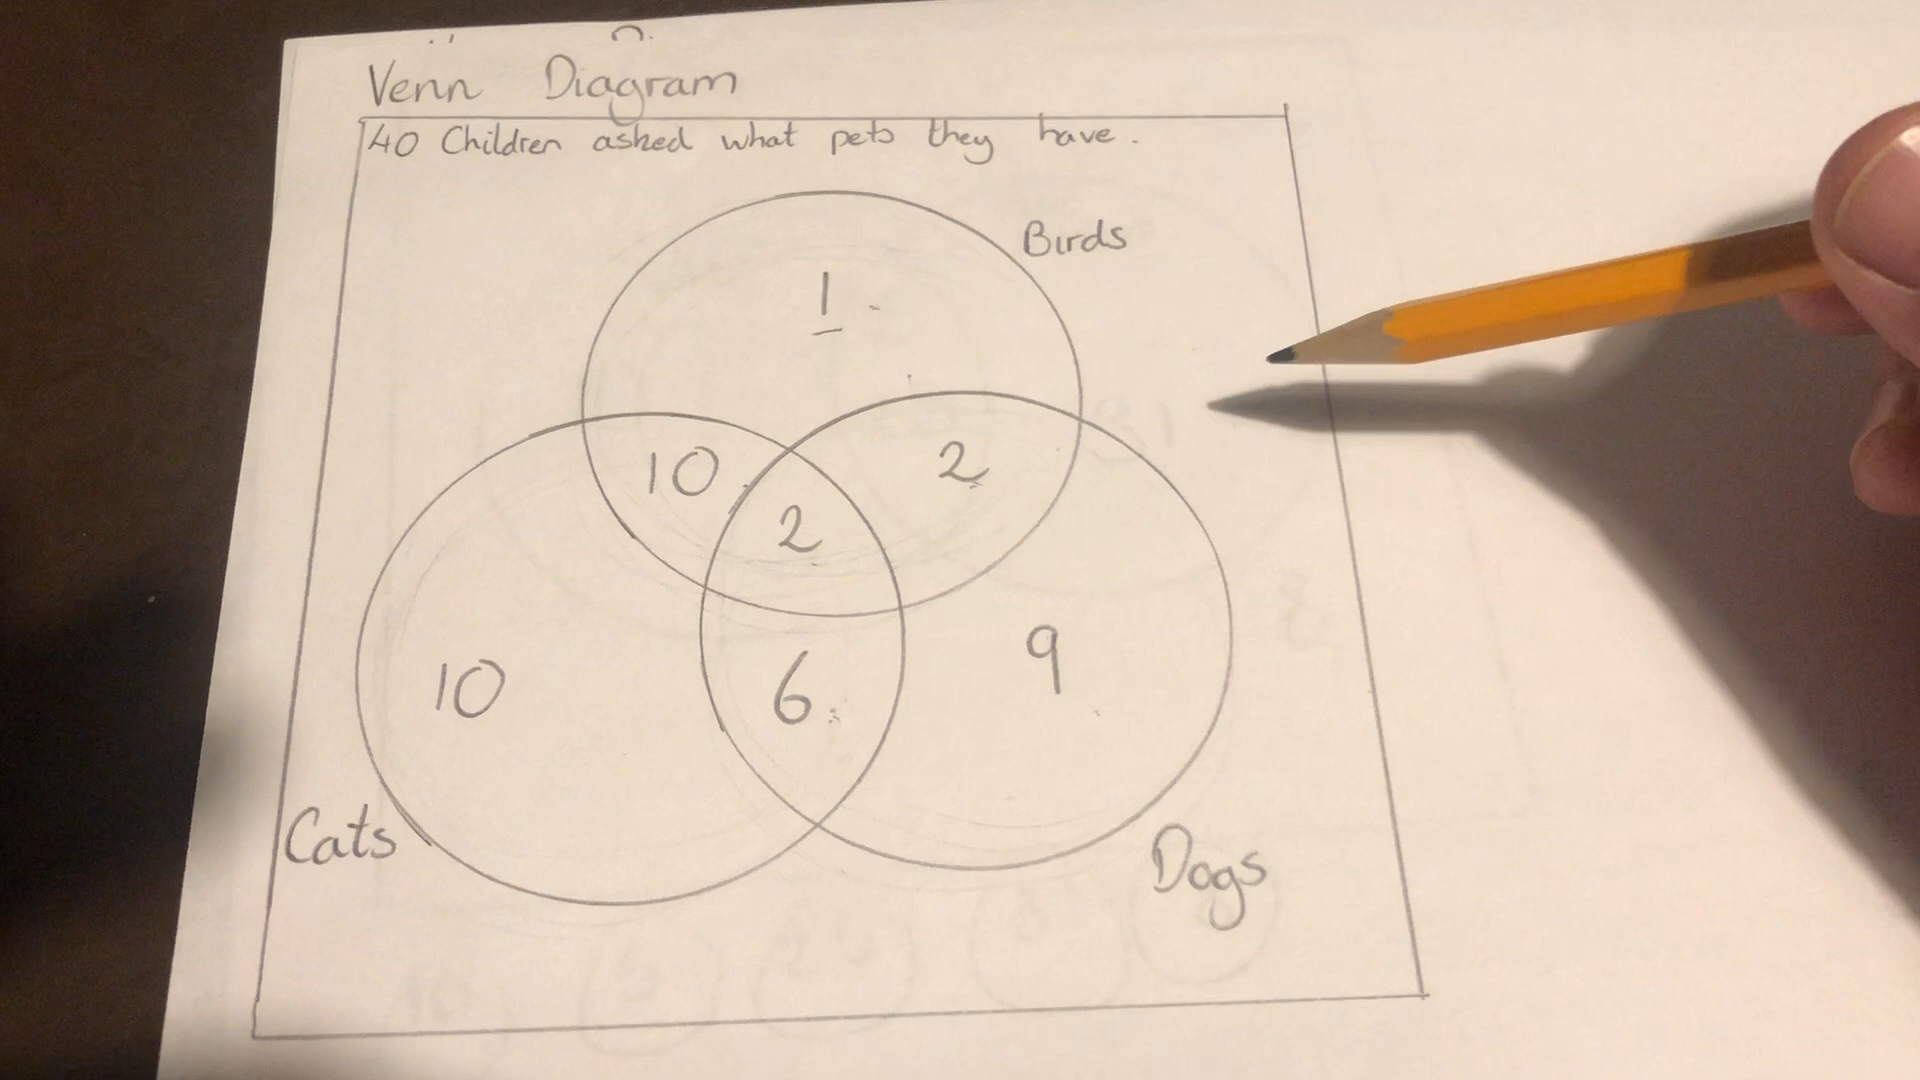 Venn Diagram
40 Children asked what pets they have.
Birds
1
10
2
2
10
6
9
Cats
Dogs